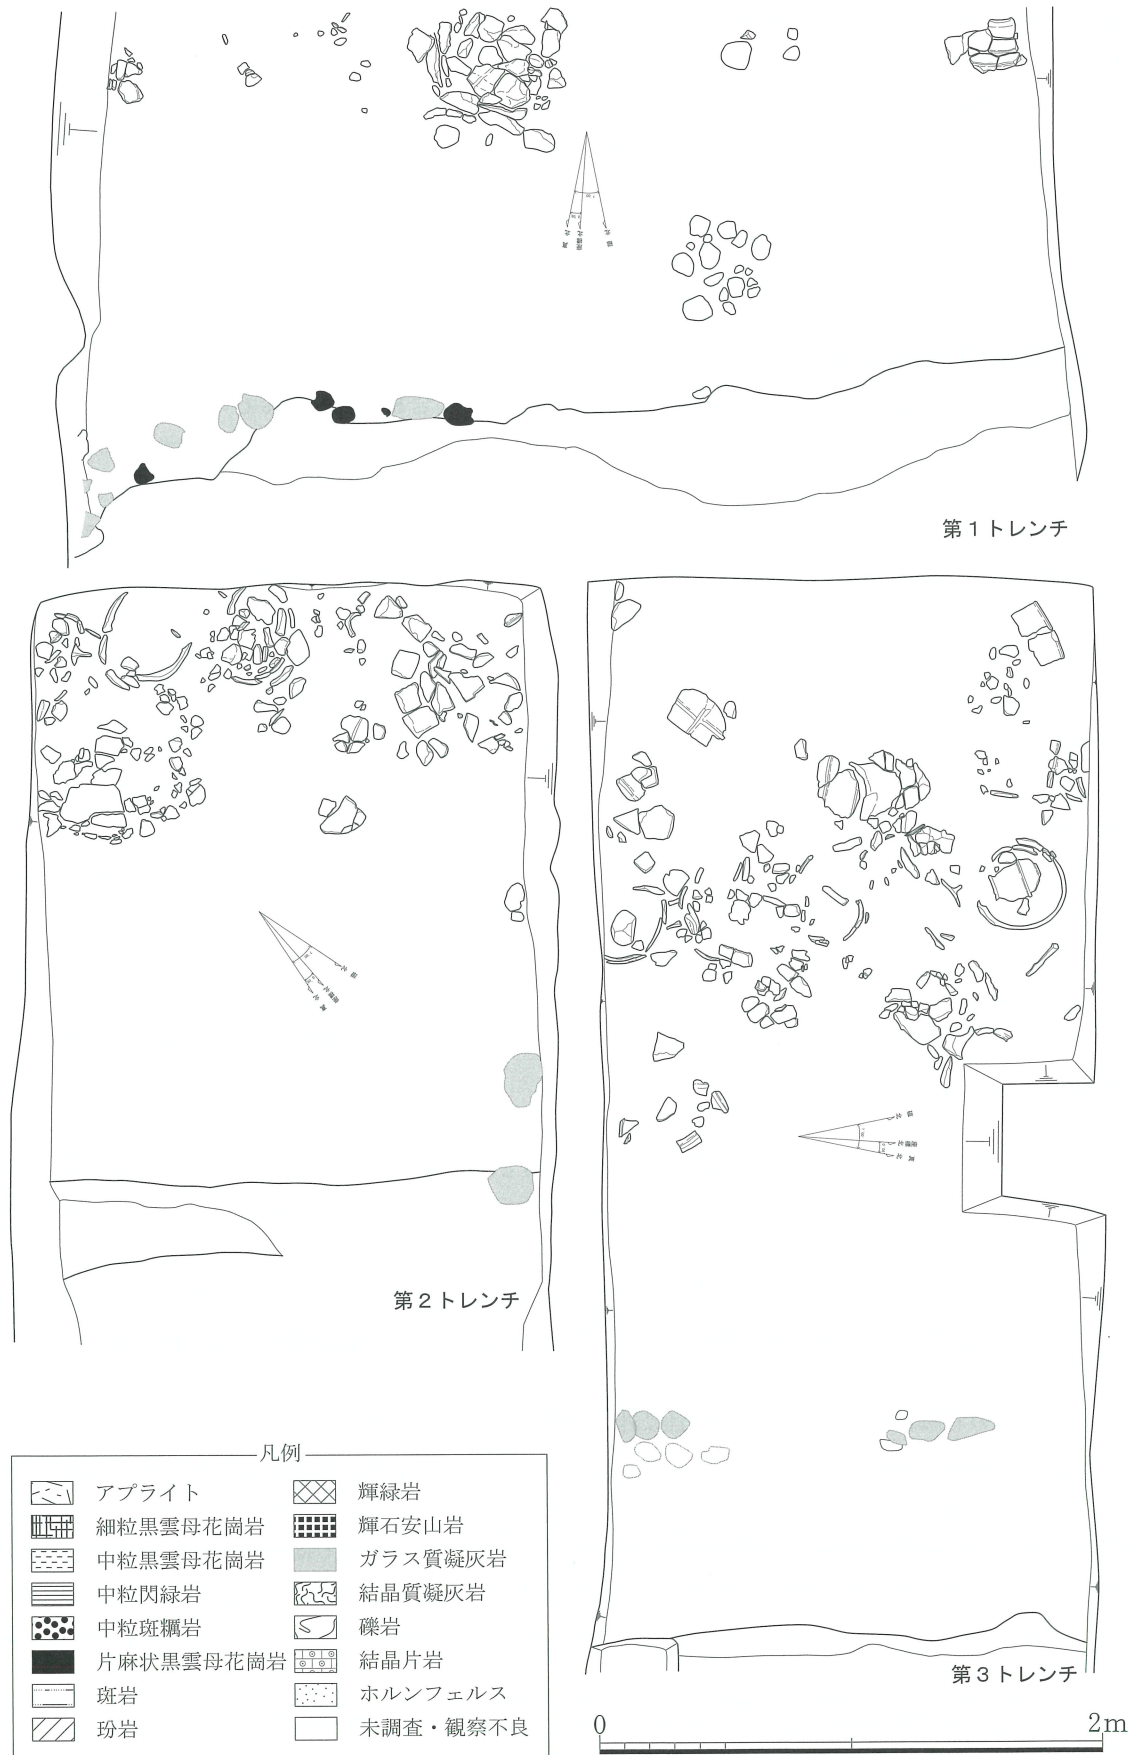 第1トレンチ
第2トレンチ
第3トレンチ
凡例
アプライト
細粒黒雲母花崗岩
中粒黒雲母花崗岩
中粒閃緑岩
中粒斑糲岩
片麻状黒雲母花崗岩
斑岩
玢岩
輝緑岩
輝石安山岩
ガラス質凝灰岩
結晶質凝灰岩
礫岩
結晶片岩
ホルンフェルス
未調査・観察不良
0
2m